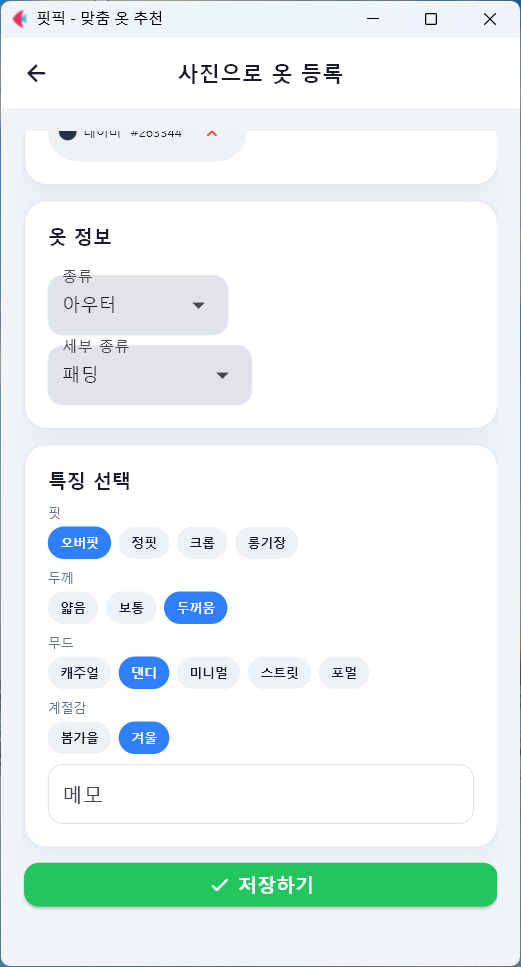 핏픽 - 맞춤 옷 추천
사진으로 옷 등록
네이비 #263344
옷 정보
종류
아우터
세부 종류
패딩
특징 선택
핏
오버핏 정핏 크롭 롱기장
두께
얇음 보통 두꺼움
무드
캐주얼 댄디 미니멀 스트릿 포멀
계절감
봄가을 겨울
메모
저장하기